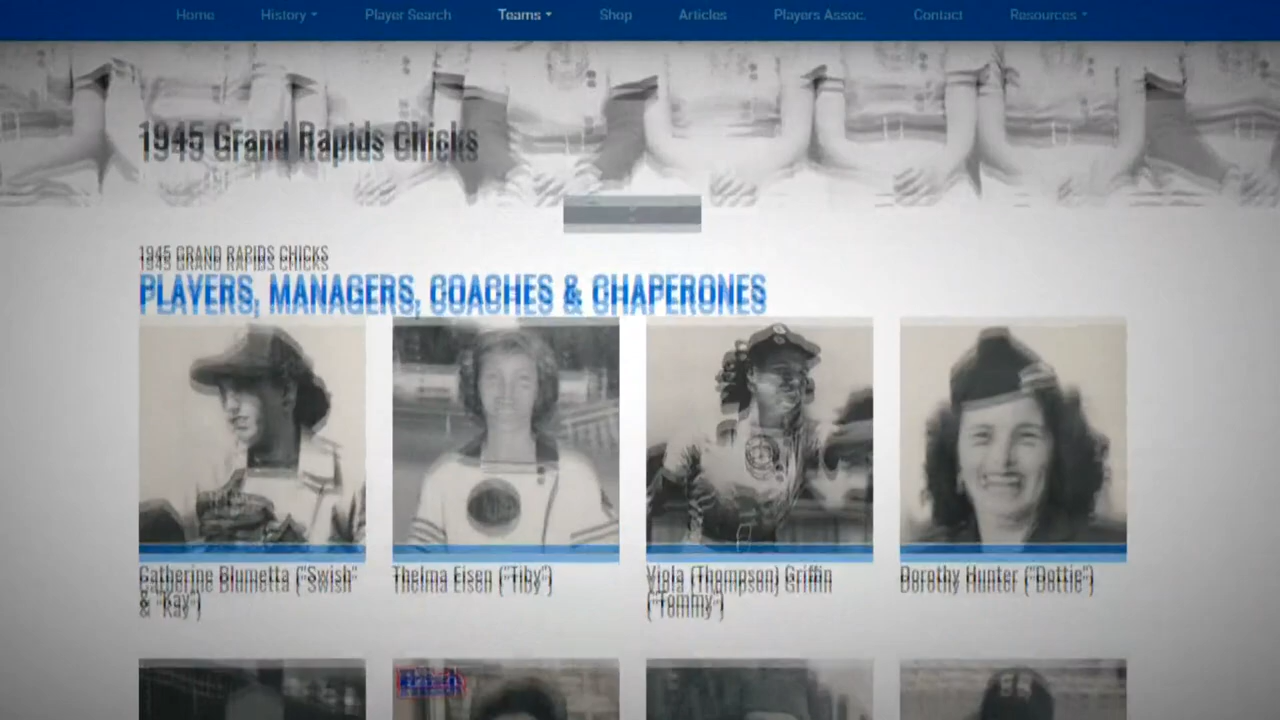 Home History Player Search Teams Shop Articles Players Assoc. Contact Resources
1945 Grand Rapids Chicks
1945 GRAND RAPIDS CHICKS
PLAYERS, MANAGERS, COACHES & CHAPERONES
Catherine Blumetta ("Swish"
& "Kay")
Thelma Eisen ("Tiby")
Viola (Thompson) Griffin
("Tommy")
Dorothy Hunter ("Dottie")